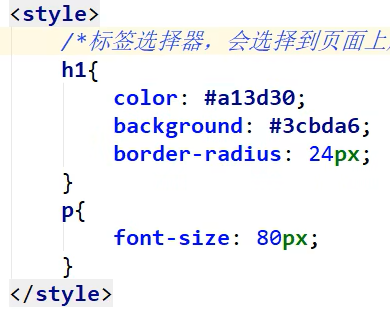 <style>
/*标签选择器，会选择到页面上
h1{
color: #a13d30;
background: #3cbda6;
border-radius: 24px;
}
p{
font-size: 80px;
}
</style>